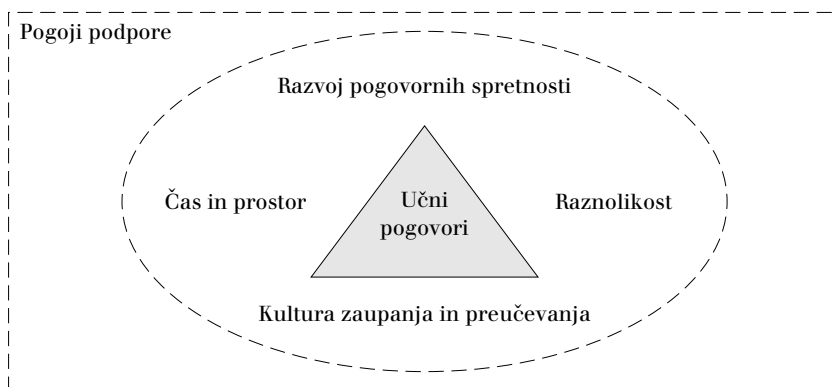 Pogoji podpore
Razvoj pogovornih spretnosti
Čas in prostor
Učni
pogovori
Raznolikost
Kultura zaupanja in preučevanja